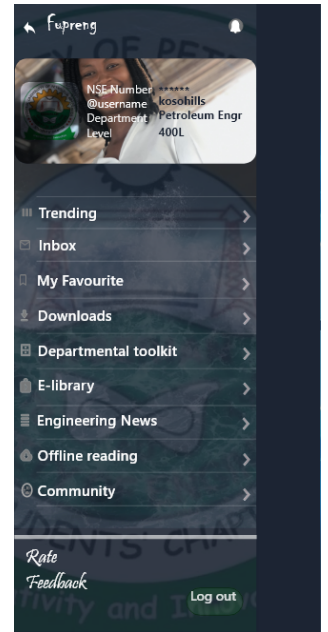 Fupreng
NSE Number ******
@username kosohills
Department Petroleum Engr
Level 400L
Trending
Inbox
My Favourite
Downloads
Departmental toolkit
E-library
Engineering News
Offline reading
Community
Rate
Feedback
Log out